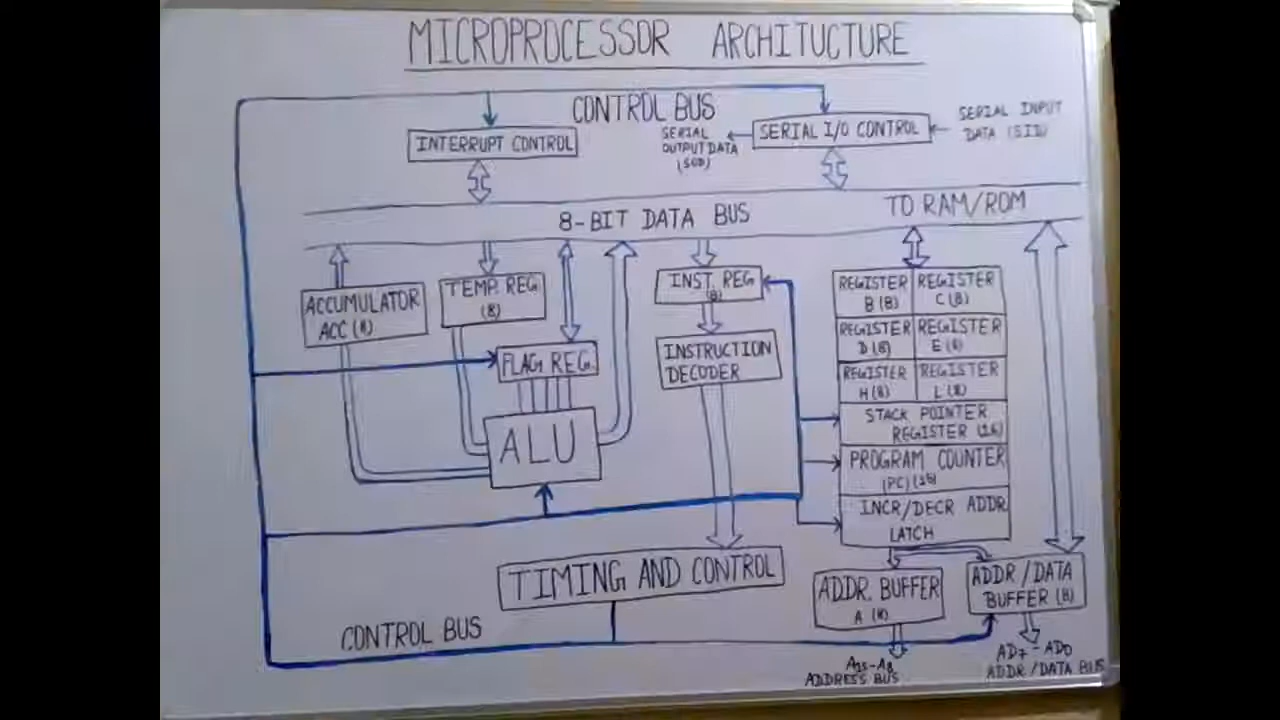 MICROPROCESSOR ARCHITUCTURE
CONTROL BUS
INTERRUPT CONTROL
SERIAL
OUTPUT DATA
(SOD)
SERIAL I/O CONTROL
SERIAL INPUT
DATA (SID)
8-BIT DATA BUS
TO RAM/ROM
ACCUMULATOR
ACC (8)
TEMP. REG.
(8)
FLAG REG.
ALU
INST. REG
(8)
INSTRUCTION
DECODER
REGISTER
B (8)
REGISTER
C (8)
REGISTER
D (8)
REGISTER
E (8)
REGISTER
H (8)
REGISTER
L (8)
STACK POINTER
REGISTER (16)
PROGRAM COUNTER
(PC) (16)
INCR/DECR ADDR
LATCH
TIMING AND CONTROL
ADDR. BUFFER
A (8)
ADDR/DATA
BUFFER (8)
CONTROL BUS
A15-A8
ADDRESS BUS
AD7-AD0
ADDR/DATA BUS